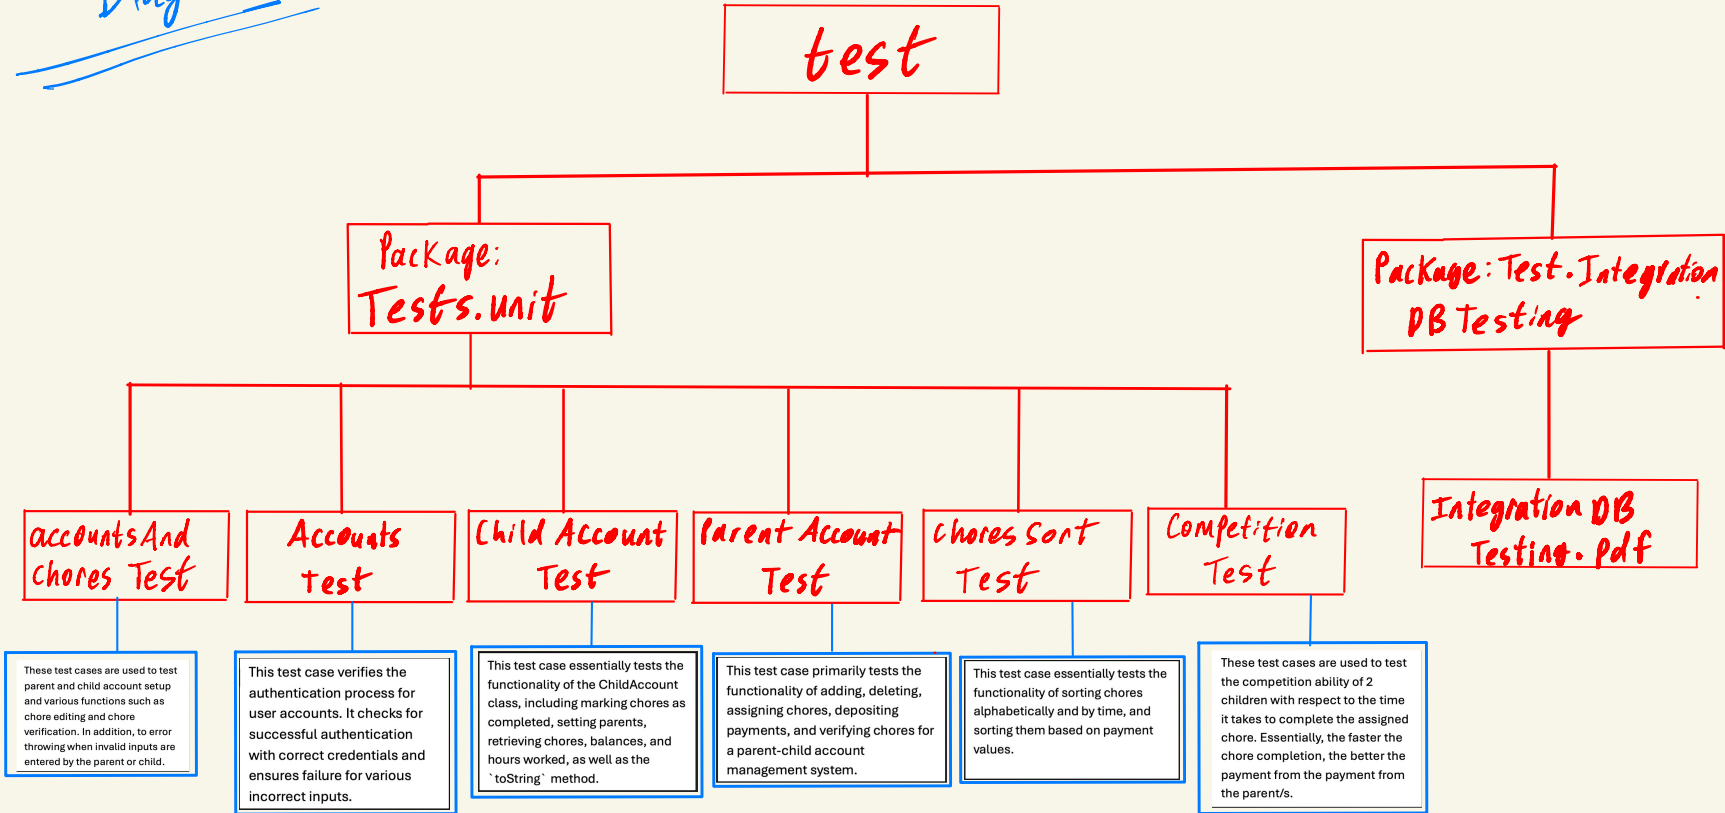 test
Package:
Tests.unit
Package: Test.Integration
DB Testing
accountsAnd
Chores Test
Accounts
test
Child Account
Test
Parent Account
Test
Chores Sort
Test
Competition
Test
Integration DB
Testing.Pdf
These test cases are used to test
parent and child account setup
and various functions such as
chore editing and chore
verification. In addition, to error
throwing when invalid inputs are
entered by the parent or child.
This test case verifies the
authentication process for
user accounts. It checks for
successful authentication
with correct credentials and
ensures failure for various
incorrect inputs.
This test case essentially tests the
functionality of the ChildAccount
class, including marking chores as
completed, setting parents,
retrieving chores, balances, and
hours worked, as well as the
`toString` method.
This test case primarily tests the
functionality of adding, deleting,
assigning chores, depositing
payments, and verifying chores for
a parent-child account
management system.
This test case essentially tests the
functionality of sorting chores
alphabetically and by time, and
sorting them based on payment
values.
These test cases are used to test
the competition ability of 2
children with respect to the time
it takes to complete the assigned
chore. Essentially, the faster the
chore completion, the better the
payment from the payment from
the parent/s.